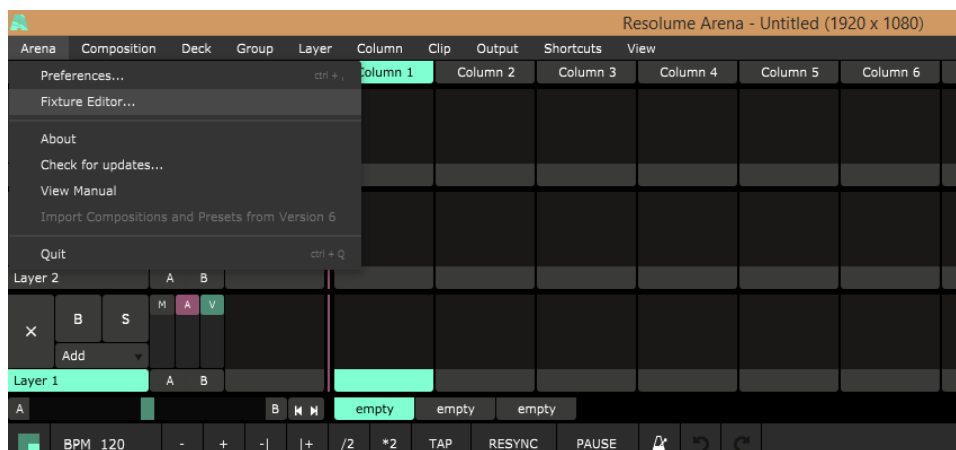 Resolume Arena - Untitled (1920 x 1080)
Arena Composition Deck Group Layer Column Clip Output Shortcuts View
Preferences... ctrl + ,
Column 1 Column 2 Column 3 Column 4 Column 5 Column 6
Fixture Editor...
About
Check for updates...
View Manual
Import Compositions and Presets from Version 6
Quit ctrl + Q
Layer 2 A B
M A V
× B S
Add
Layer 1 A B
A B empty empty empty
BPM 120 - + -| |+ /2 *2 TAP RESYNC PAUSE